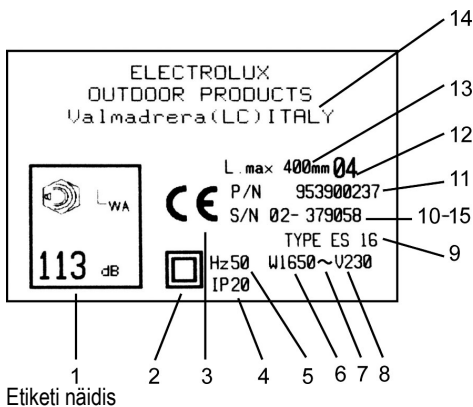 14
ELECTROLUX
OUTDOOR PRODUCTS
Valmadrera(LC)ITALY
13
12
L.max 400mm 04
11
P/N 953900237
LWA
CE
S/N 02- 379058
10-15
TYPE ES 16
9
113 dB
Hz50 W1650~V230
IP20
1 2 3 4 5 6 7 8
Etiketi näidis